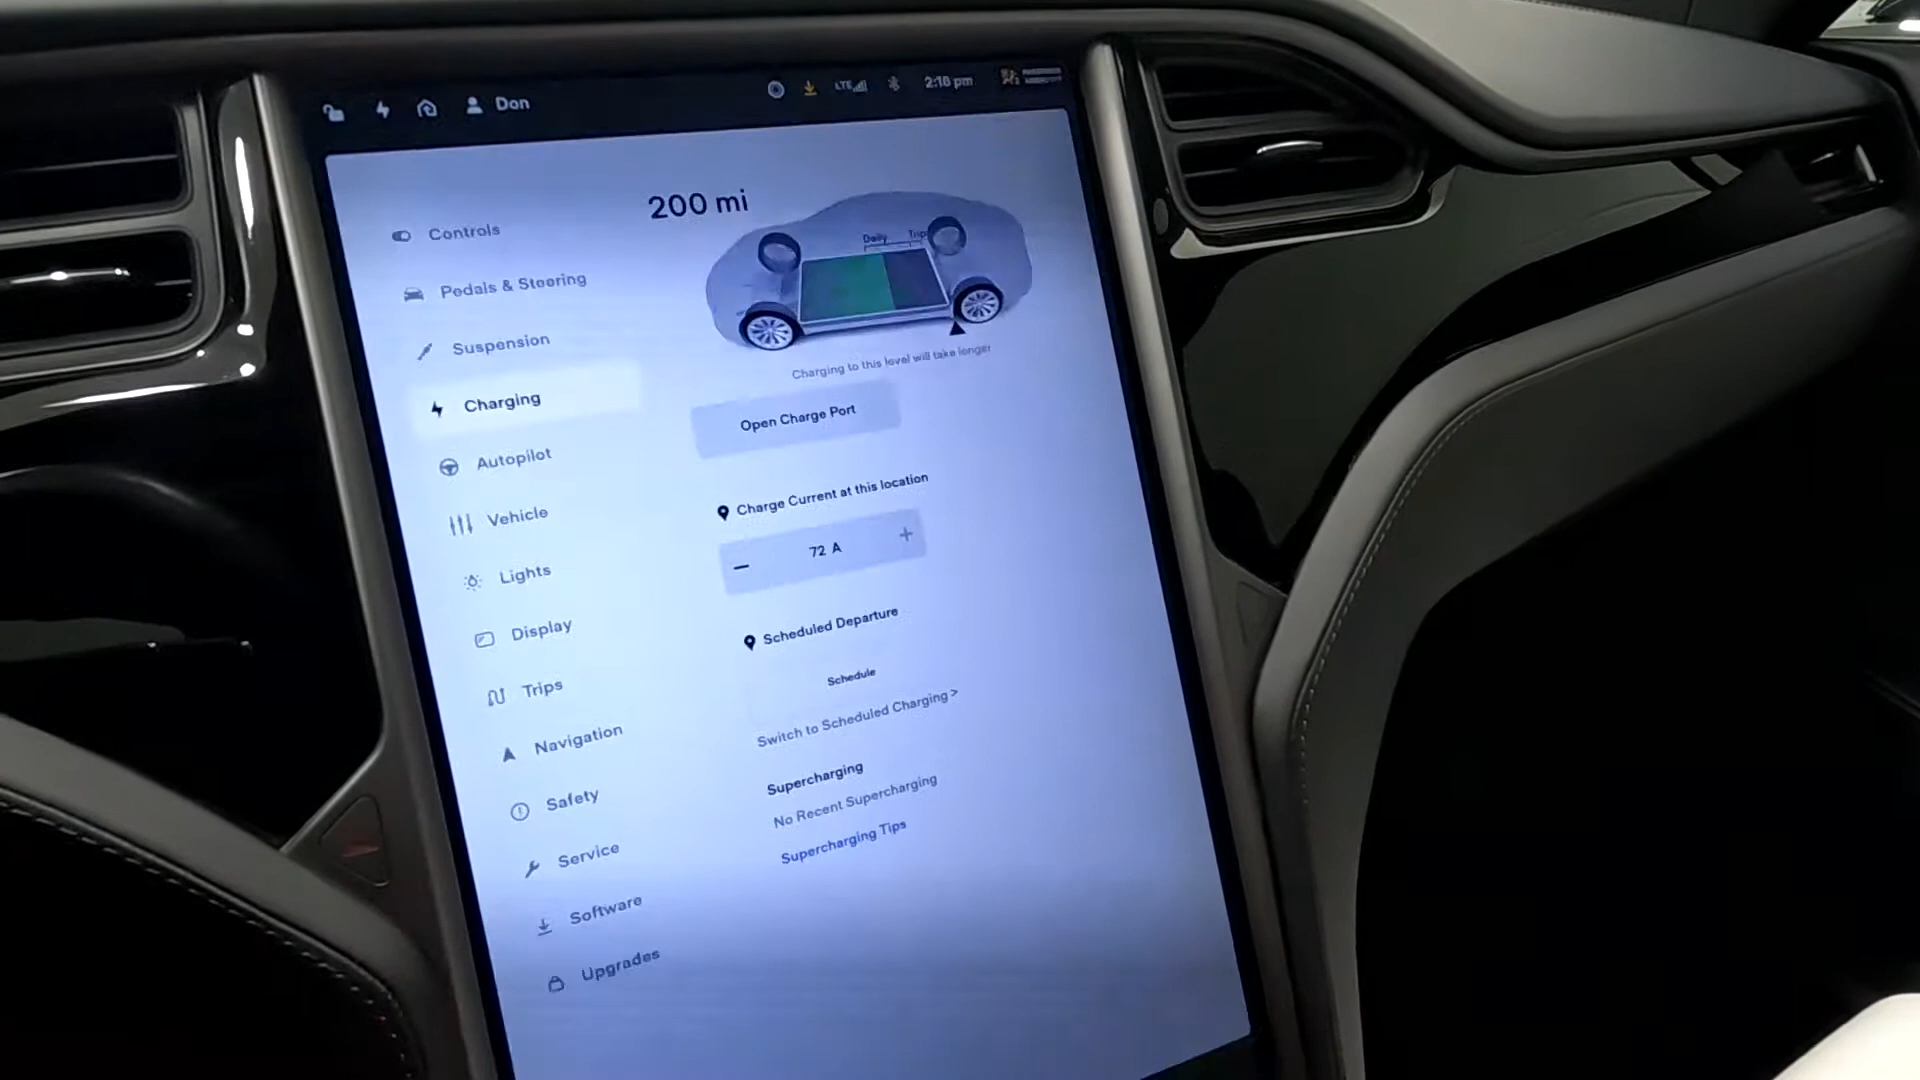 Don
LTE
2:18 pm
Controls
Pedals & Steering
Suspension
Charging
Autopilot
Vehicle
Lights
Display
Trips
Navigation
Safety
Service
Software
Upgrades
200 mi
Daily Trip
Charging to this level will take longer
Open Charge Port
Charge Current at this location
− 72 A +
Scheduled Departure
Schedule
Switch to Scheduled Charging >
Supercharging
No Recent Supercharging
Supercharging Tips